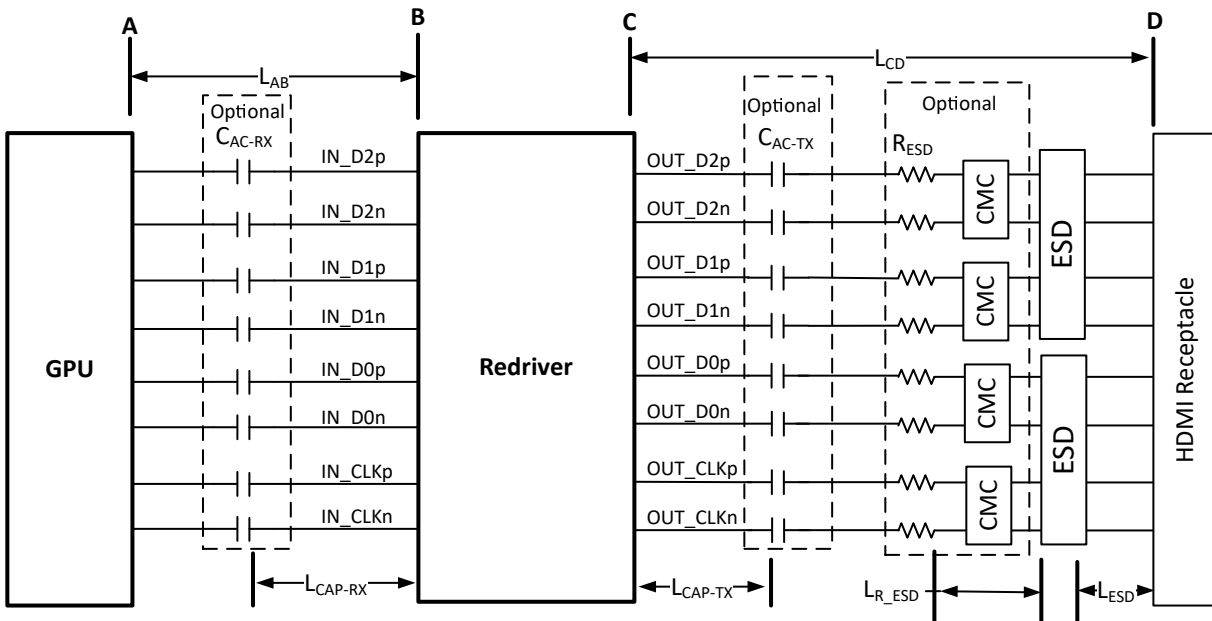 A
B
C
D
L_AB
L_CD
Optional
C_AC-RX
Optional
C_AC-TX
Optional
R_ESD
IN_D2p
IN_D2n
IN_D1p
IN_D1n
IN_D0p
IN_D0n
IN_CLKp
IN_CLKn
GPU
Redriver
OUT_D2p
OUT_D2n
OUT_D1p
OUT_D1n
OUT_D0p
OUT_D0n
OUT_CLKp
OUT_CLKn
CMC
CMC
CMC
CMC
ESD
ESD
HDMI Receptacle
L_CAP-RX
L_CAP-TX
L_R_ESD
L_ESD